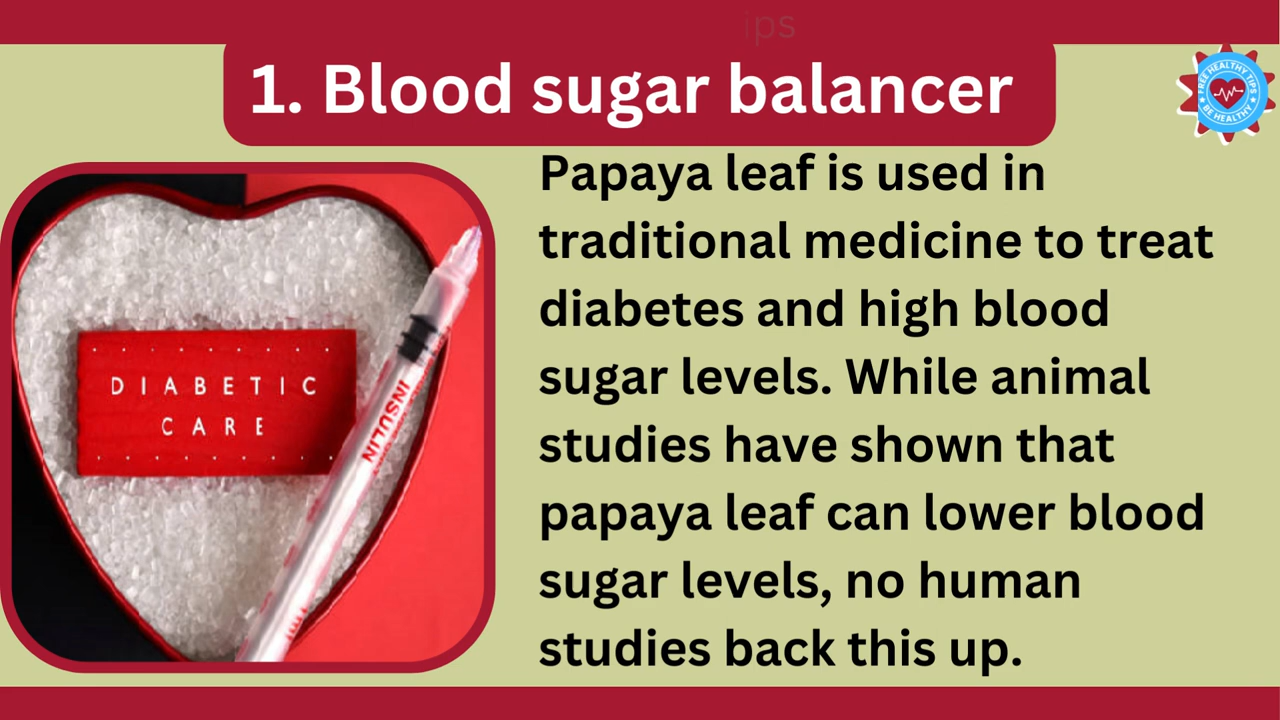 ips
1. Blood sugar balancer
FREE HEALTHY TIPS
BE HEALTHY
Papaya leaf is used in
traditional medicine to treat
diabetes and high blood
sugar levels. While animal
studies have shown that
papaya leaf can lower blood
sugar levels, no human
studies back this up.
DIABETIC
CARE
INSULIN